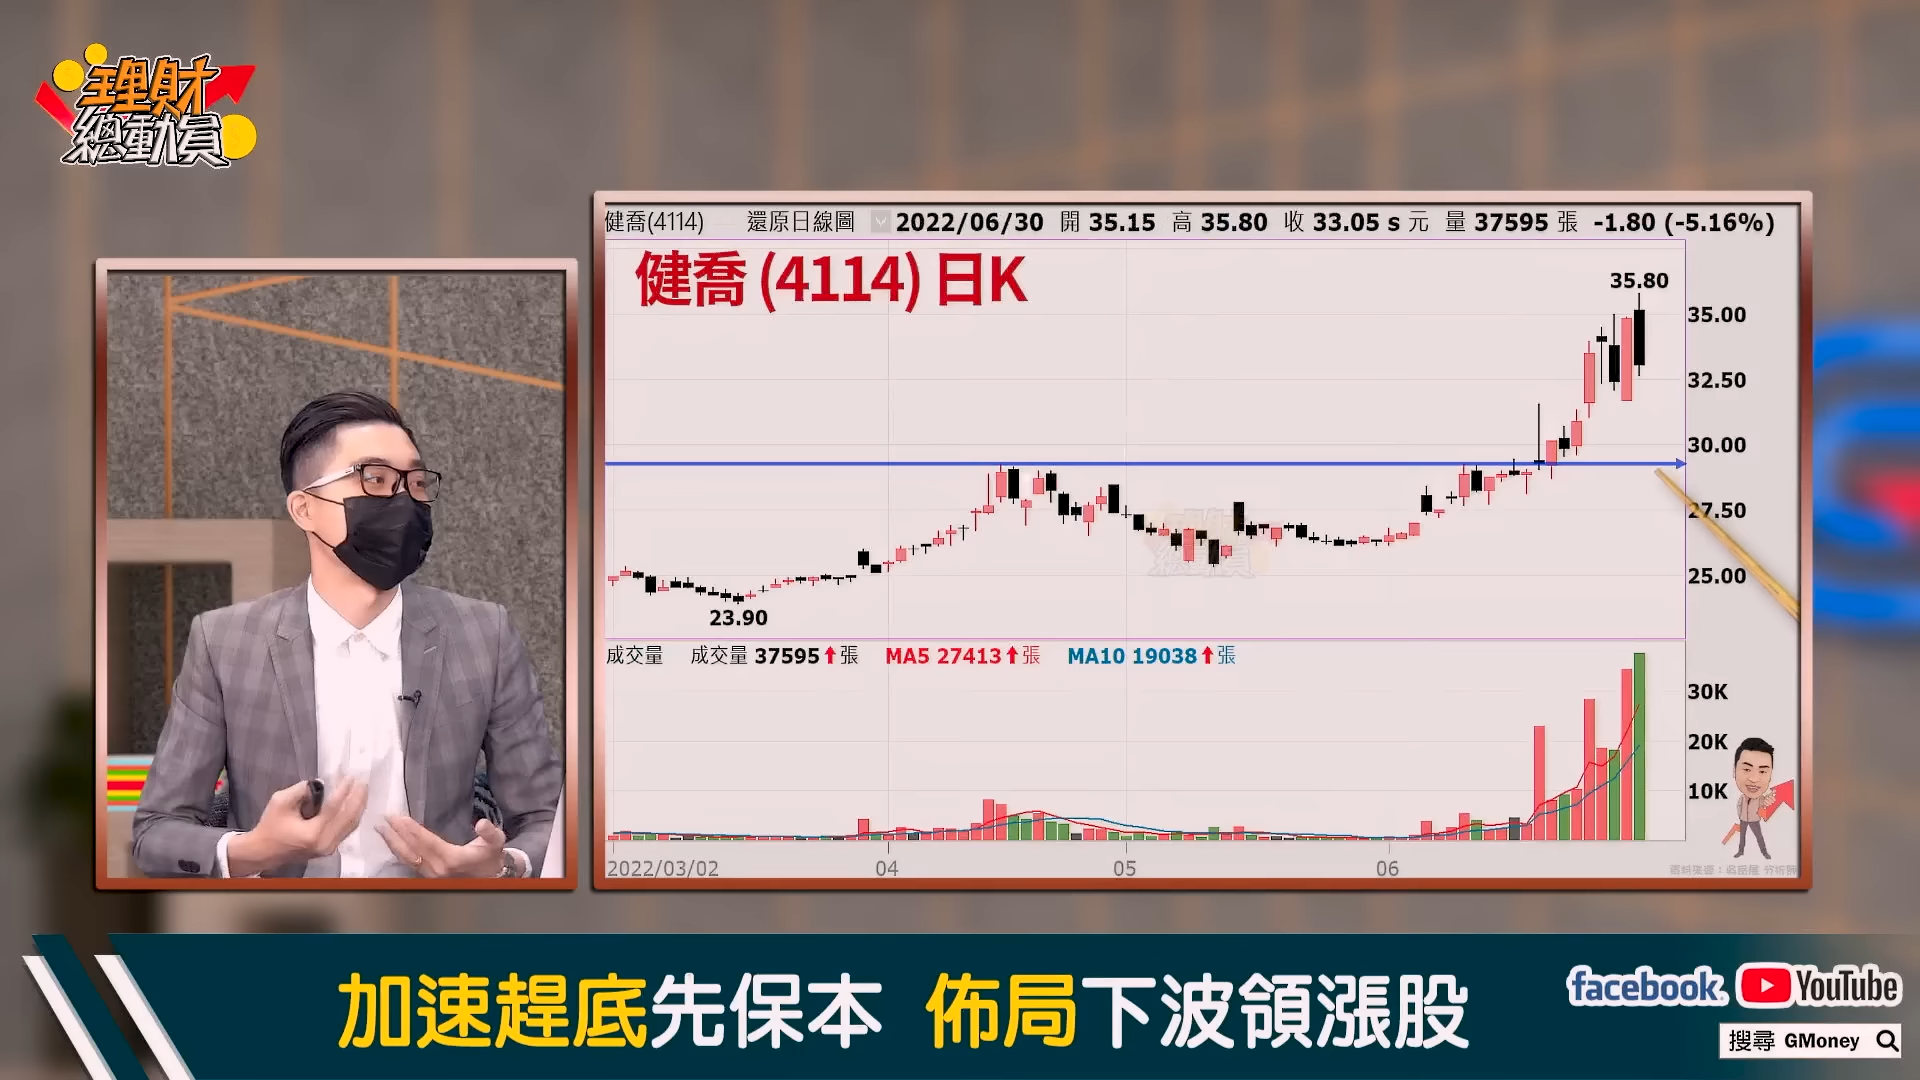 理財
總動員
健喬(4114) 還原日線圖 2022/06/30 開 35.15 高 35.80 收 33.05 s 元 量 37595 張 -1.80 (-5.16%)
健喬(4114)日K
35.80
35.00
32.50
30.00
27.50
25.00
23.90
成交量 成交量 37595↑張 MA5 27413↑張 MA10 19038↑張
30K
20K
10K
2022/03/02 04 05 06
加速趕底先保本 佈局下波領漲股
facebook. YouTube
搜尋 GMoney